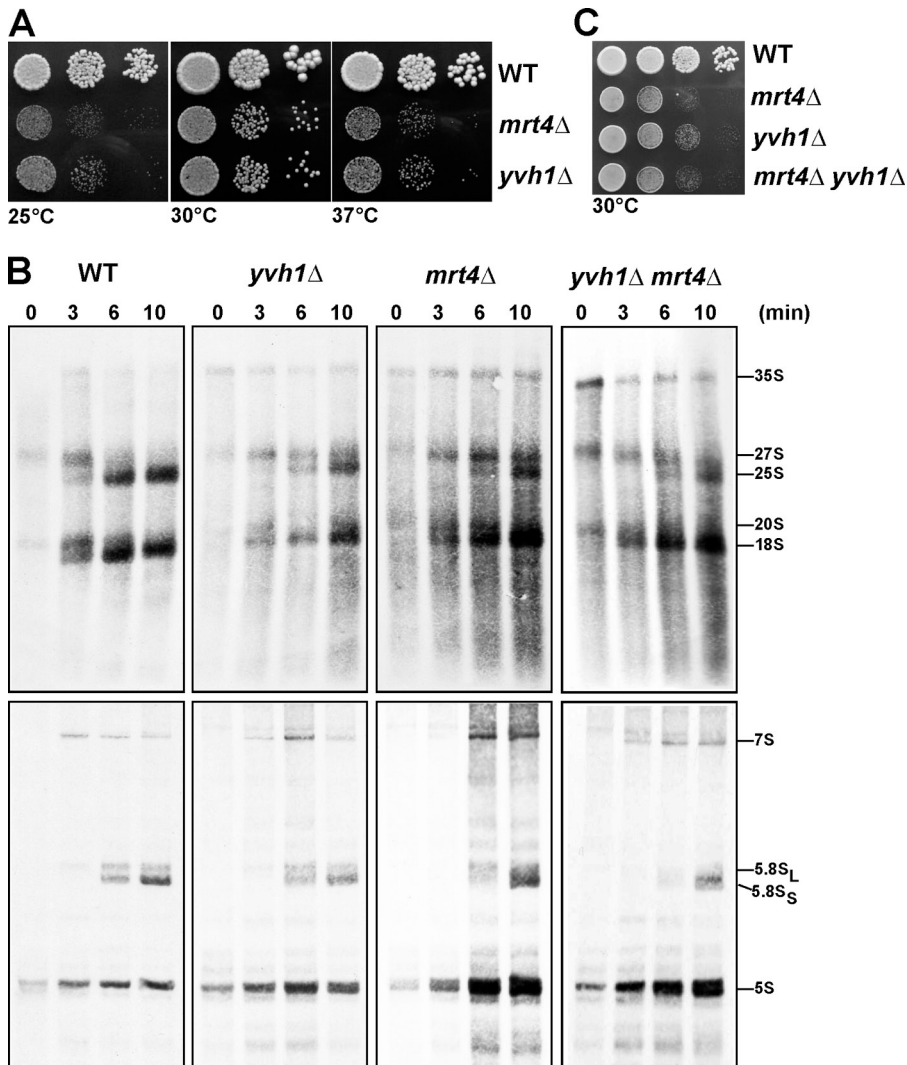 A
C
WT
mrt4Δ
yvh1Δ
25°C
30°C
37°C
WT
mrt4Δ
yvh1Δ
mrt4Δ yvh1Δ
30°C
B
WT
yvh1Δ
mrt4Δ
yvh1Δ mrt4Δ
0 3 6 10 0 3 6 10 0 3 6 10 0 3 6 10 (min)
35S
27S
25S
20S
18S
7S
5.8SL
5.8SS
5S